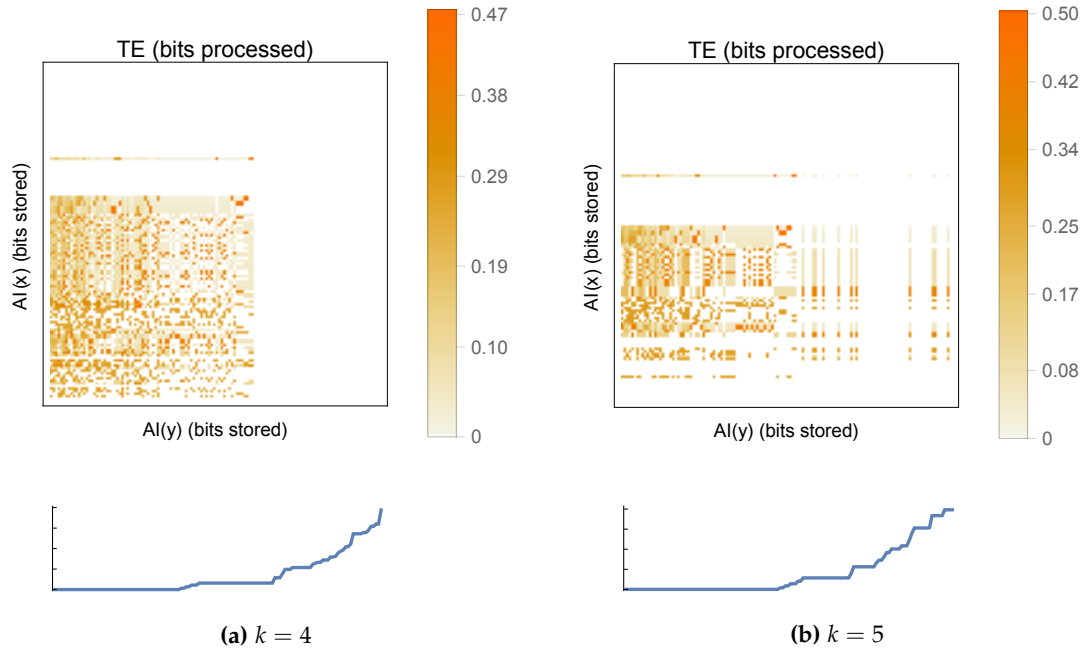 TE (bits processed)
AI(x) (bits stored)
AI(y) (bits stored)
0.47
0.38
0.29
0.19
0.10
0
(a) k = 4
TE (bits processed)
AI(x) (bits stored)
AI(y) (bits stored)
0.50
0.42
0.34
0.25
0.17
0.08
0
(b) k = 5